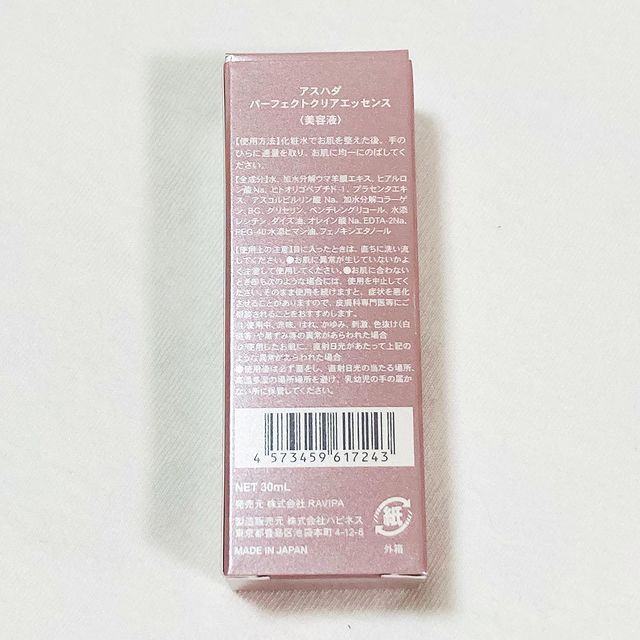 アスハダ
パーフェクトクリアエッセンス
（美容液）
【使用方法】化粧水でお肌を整えた後、手の
ひらに適量を取り、お肌に均一にのばしてくだ
さい。
【全成分】水、加水分解ウマ羊膜エキス、ヒアルロ
ン酸Na、ヒトオリゴペプチド-1、プラセンタエキ
ス、アスコルビルリン酸 Na、加水分解コラーゲ
ン、BG、グリセリン、ペンチレングリコール、水添
レシチン、ダイズ油、オレイン酸Na、EDTA-2Na、
PEG-40水添ヒマシ油、フェノキシエタノール
【使用上の注意】目に入ったときは、直ちに洗い流
してください。●お肌に異常が生じていないかよ
く注意して使用してください。●お肌に合わない
とき即ち次のような場合には、使用を中止してく
ださい。そのまま使用を続けますと、症状を悪化
させることがありますので、皮膚科専門医等にご
相談されることをおすすめします。
(1)使用中、赤味、はれ、かゆみ、刺激、色抜け(白
斑等)や黒ずみ等の異常があらわれた場合
(2)使用したお肌に、直射日光があたって上記の
ような異常があらわれた場合
●使用後は必ず蓋をし、直射日光の当たる場所、
高温多湿の場所場所を避け、乳幼児の手の届か
ない所に保管してください。
4 573459 617243
NET 30mL
発売元 株式会社 RAVIPA
製造販売元 株式会社ハピネス
東京都豊島区池袋本町 4-12-6
MADE IN JAPAN
紙
外箱